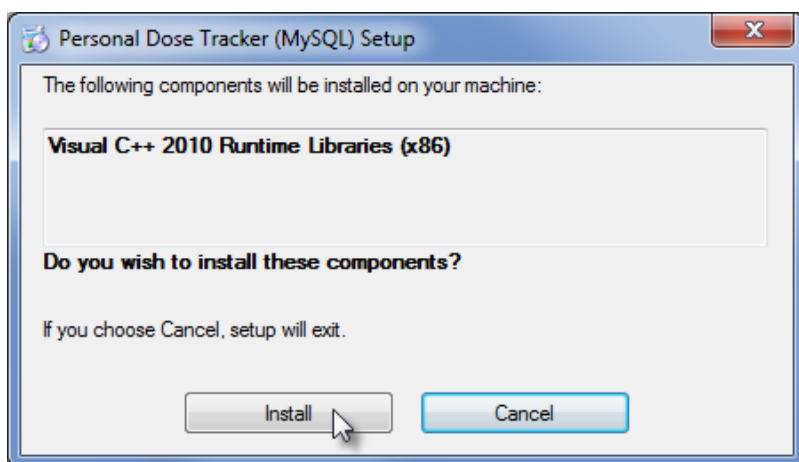 Personal Dose Tracker (MySQL) Setup
The following components will be installed on your machine:
Visual C++ 2010 Runtime Libraries (x86)
Do you wish to install these components?
If you choose Cancel, setup will exit.
Install
Cancel